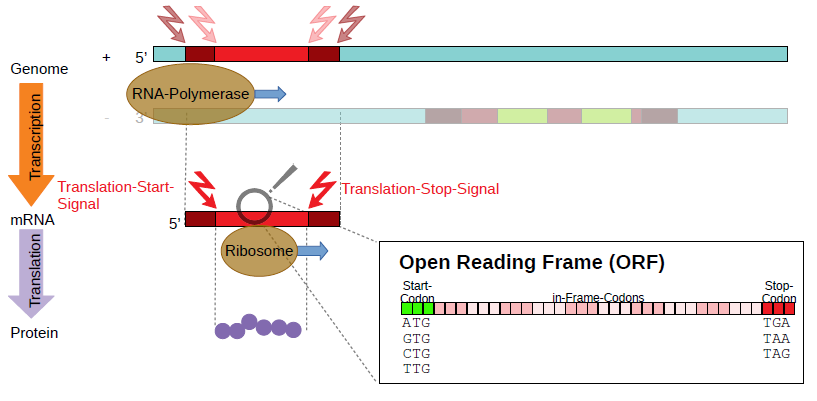 + 5’
Genome
RNA-Polymerase
- 3’
Transcription
Translation-Start-
Signal
Translation-Stop-Signal
mRNA
5’
Ribosome
Translation
Protein
Open Reading Frame (ORF)
Start-
Codon
in-Frame-Codons
Stop-
Codon
ATG TGA
GTG TAA
CTG TAG
TTG